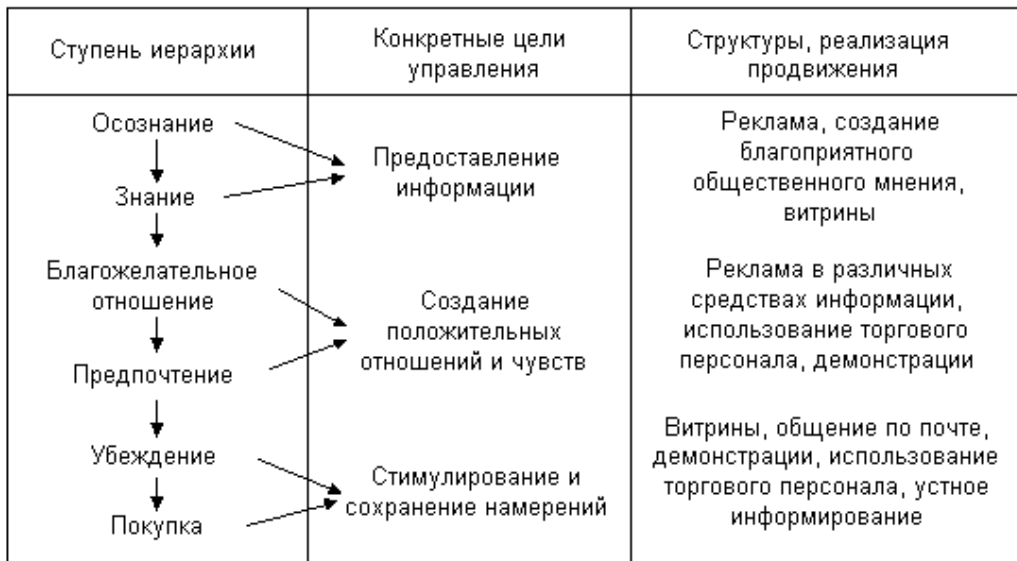 Ступень иерархии
Конкретные цели
управления
Структуры, реализация
продвижения
Осознание
Знание
Предоставление
информации
Реклама, создание
благоприятного
общественного мнения,
витрины
Благожелательное
отношение
Предпочтение
Создание
положительных
отношений и чувств
Реклама в различных
средствах информации,
использование торгового
персонала, демонстрации
Убеждение
Покупка
Стимулирование и
сохранение намерений
Витрины, общение по почте,
демонстрации, использование
торгового персонала, устное
информирование